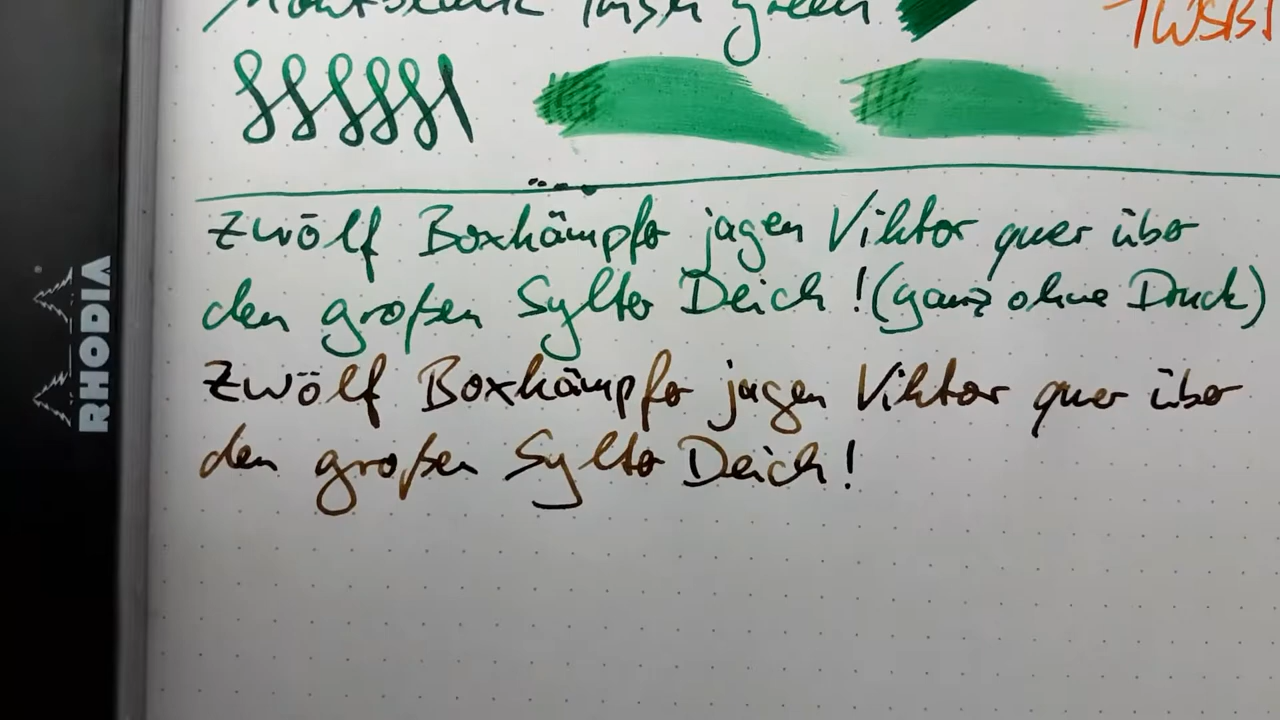 Montblanc Irish green
TWSBI
Zwölf Boxkämpfer jagen Viktor quer über
den großen Sylter Deich! (ganz ohne Druck)
Zwölf Boxkämpfer jagen Viktor quer über
den großen Sylter Deich!
RHODIA